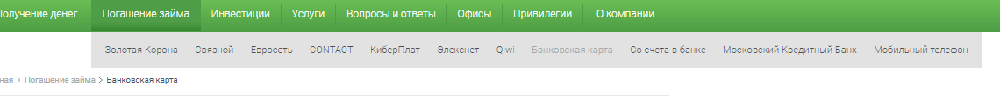 Получение денег Погашение займа Инвестиции Услуги Вопросы и ответы Офисы Привилегии О компании
Золотая Корона Связной Евросеть CONTACT КиберПлат Элекснет Qiwi Банковская карта Со счета в банке Московский Кредитный Банк Мобильный телефон
ная > Погашение займа > Банковская карта